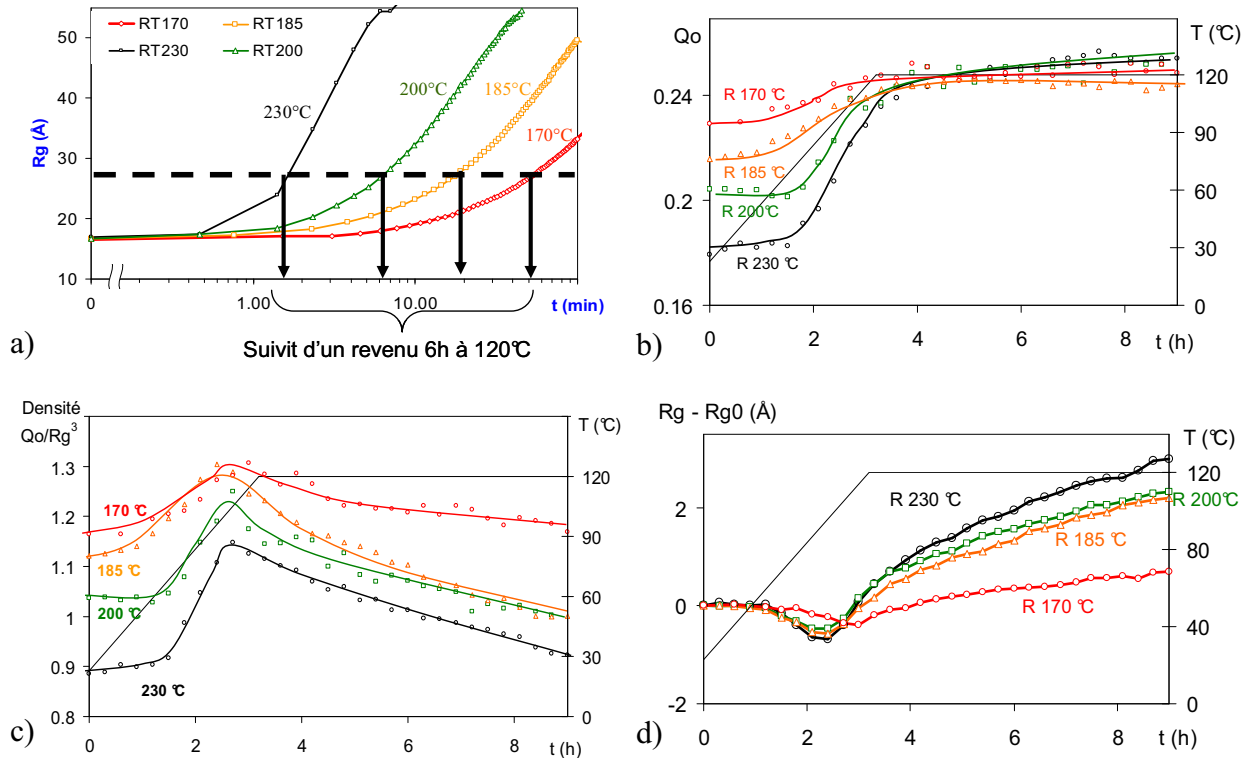 a)
RT170
RT185
RT230
RT200
Rg (Å)
50
40
30
20
10
230°C
200°C
185°C
170°C
0
1.00
10.00
t (min)
Suivit d'un revenu 6h à 120°C
b)
Qo
T (°C)
0.24
0.2
0.16
R 170 °C
R 185 °C
R 200°C
R 230 °C
120
90
60
30
0
0
2
4
6
8
t (h)
c)
Densité
Qo/Rg³
T (°C)
1.3
1.2
1.1
1
0.9
0.8
170 °C
185 °C
200 °C
230 °C
120
90
60
30
0
0
2
4
6
8
t (h)
d)
Rg - Rg0 (Å)
T (°C)
2
0
-2
R 230 °C
R 200°C
R 185 °C
R 170 °C
120
80
40
0
0
2
4
6
8
t (h)